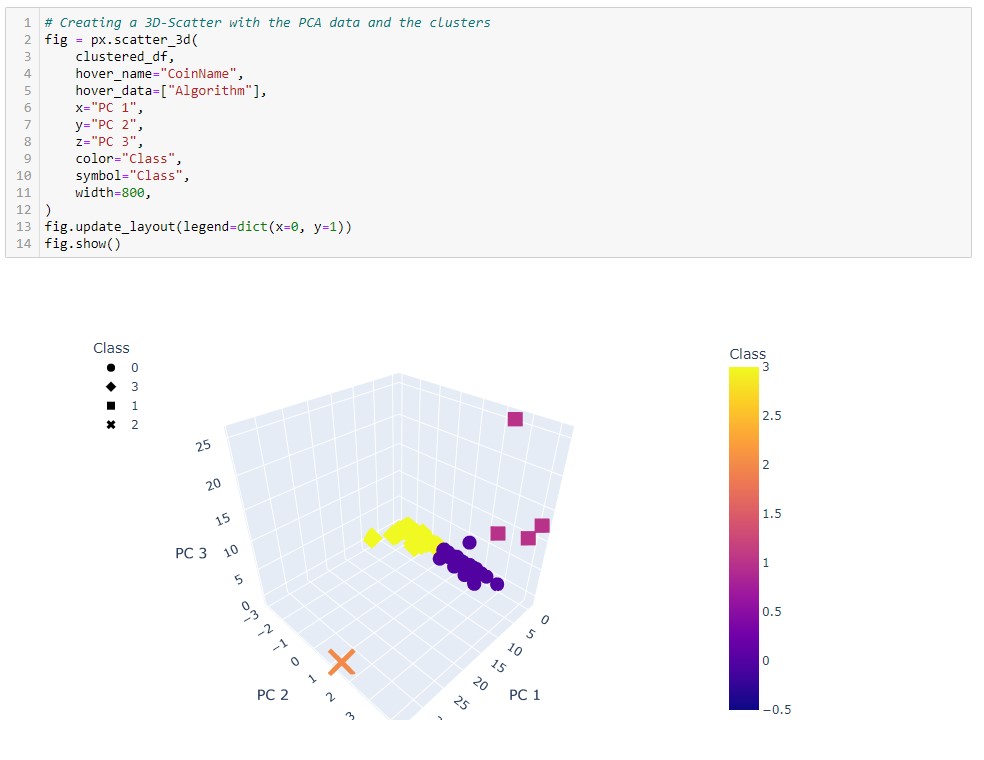 1 # Creating a 3D-Scatter with the PCA data and the clusters
2 fig = px.scatter_3d(
3     clustered_df,
4     hover_name="CoinName",
5     hover_data=["Algorithm"],
6     x="PC 1",
7     y="PC 2",
8     z="PC 3",
9     color="Class",
10     symbol="Class",
11     width=800,
12 )
13 fig.update_layout(legend=dict(x=0, y=1))
14 fig.show()
Class
0
3
1
2
25
20
15
10
5
0
PC 3
−3
−2
−1
0
1
2
3
PC 2
0
5
10
15
20
25
PC 1
Class
3
2.5
2
1.5
1
0.5
0
−0.5